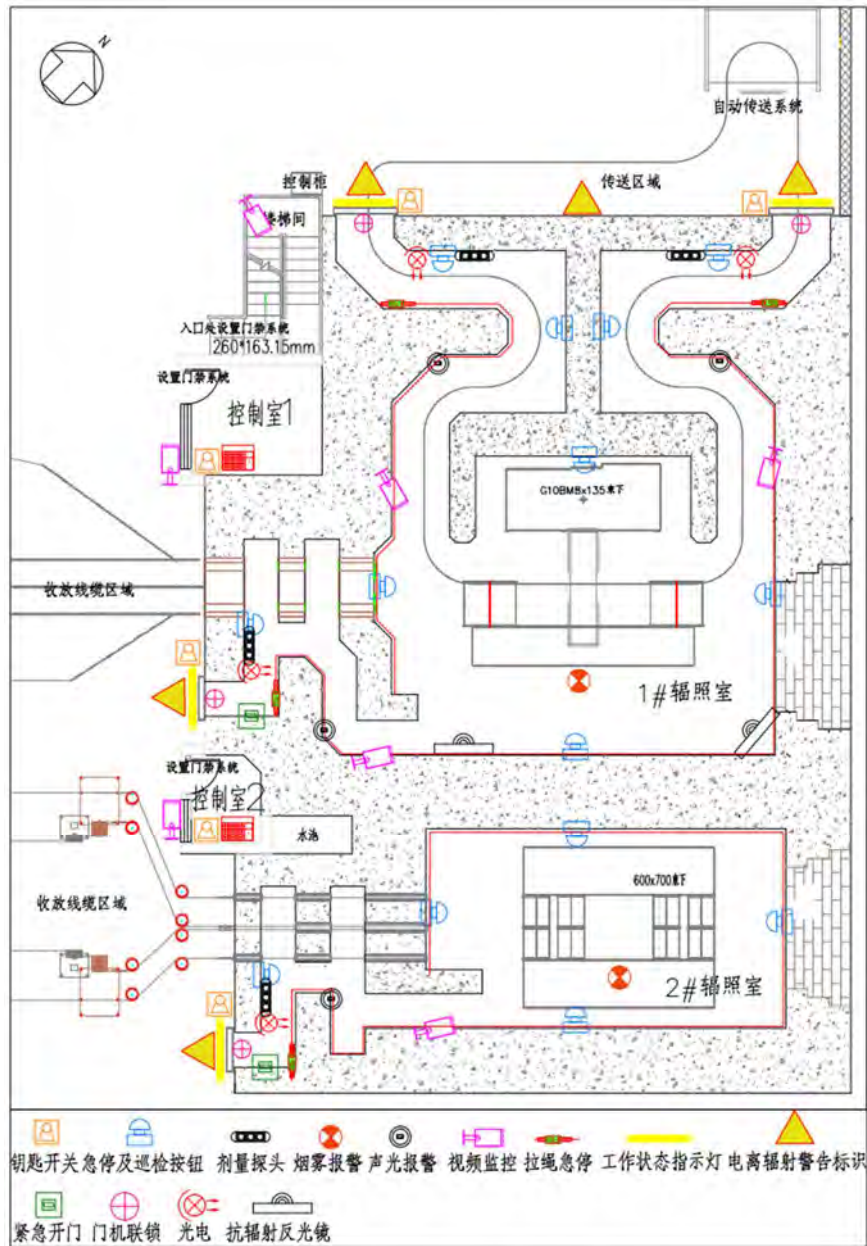 N
自动传送系统
控制柜
传送区域
楼梯间
入口处设置门禁系统
260*163.15mm
设置门禁系统
控制室1
G10BMBx135束下
收放线缆区域
1#辐照室
设置门禁系统
控制室2
水池
600x700束下
收放线缆区域
2#辐照室
钥匙开关 急停及巡检按钮 剂量探头 烟雾报警 声光报警 视频监控 拉绳急停 工作状态指示灯 电离辐射警告标识
紧急开门 门机联锁 光电 抗辐射反光镜